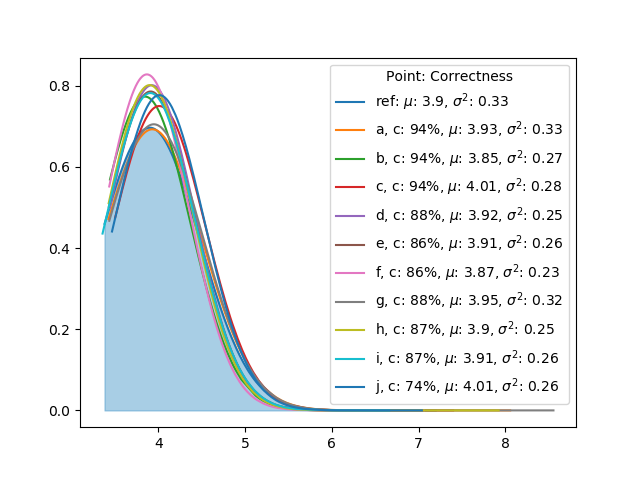 Point: Correctness
ref: μ: 3.9, σ²: 0.33
a, c: 94%, μ: 3.93, σ²: 0.33
b, c: 94%, μ: 3.85, σ²: 0.27
c, c: 94%, μ: 4.01, σ²: 0.28
d, c: 88%, μ: 3.92, σ²: 0.25
e, c: 86%, μ: 3.91, σ²: 0.26
f, c: 86%, μ: 3.87, σ²: 0.23
g, c: 88%, μ: 3.95, σ²: 0.32
h, c: 87%, μ: 3.9, σ²: 0.25
i, c: 87%, μ: 3.91, σ²: 0.26
j, c: 74%, μ: 4.01, σ²: 0.26
0.8
0.6
0.4
0.2
0.0
4 5 6 7 8